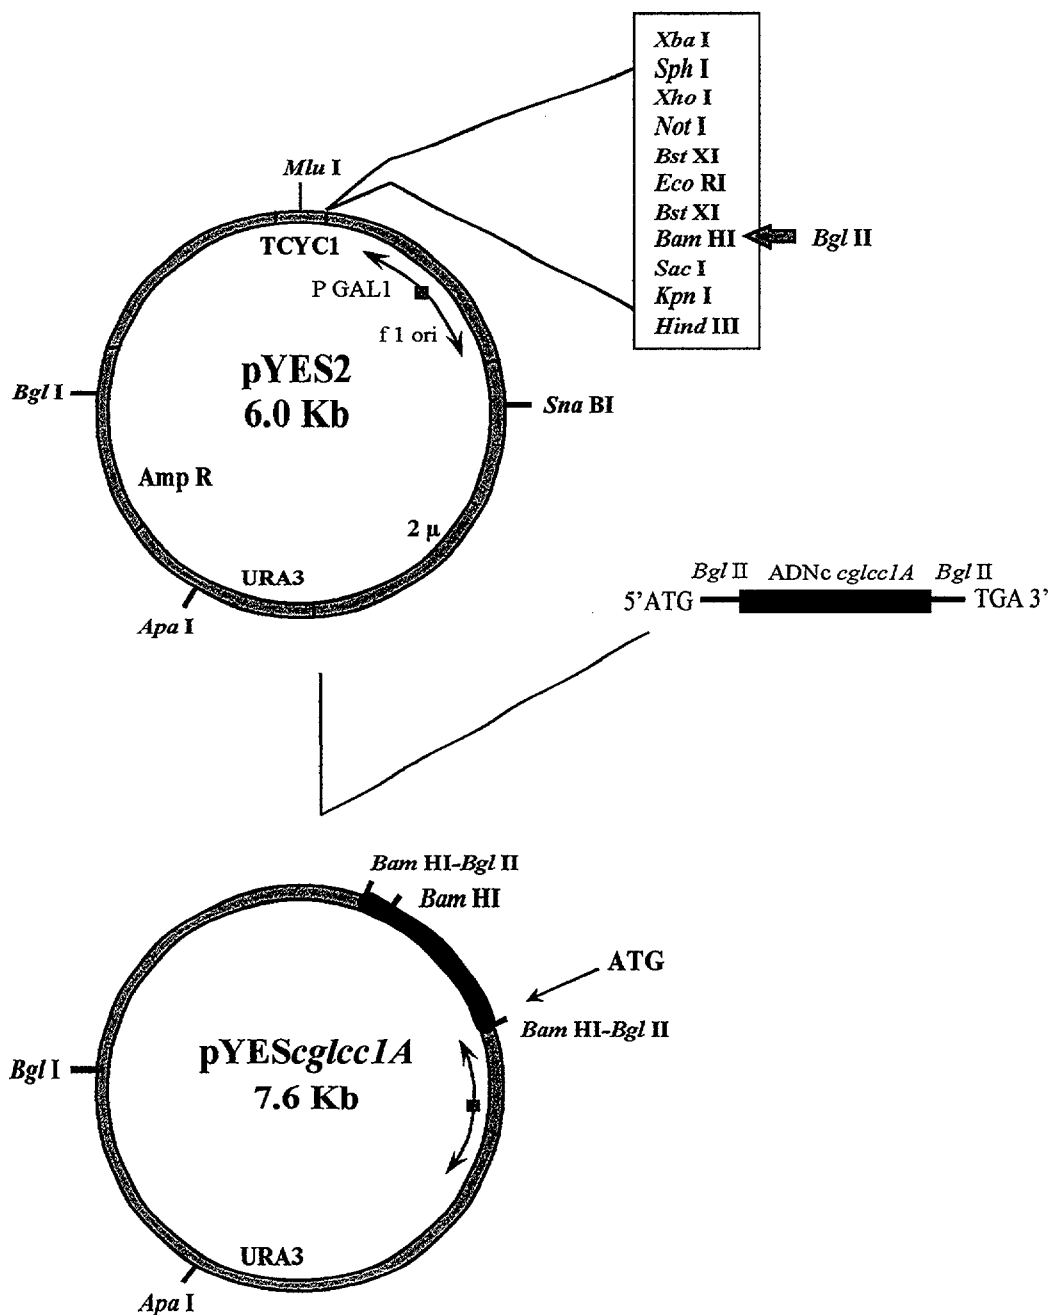 Xba I
Sph I
Xho I
Not I
Bst XI
Eco RI
Bst XI
Bam HI
Bgl II
Sac I
Kpn I
Hind III
Mlu I
TCYC1
P GAL1
f 1 ori
pYES2
6.0 Kb
Bgl I
Sna BI
Amp R
2 µ
URA3
Apa I
Bgl II ADNc cglcc1A Bgl II
5'ATG TGA 3'
Bam HI-Bgl II
Bam HI
ATG
Bam HI-Bgl II
pYEScglcc1A
7.6 Kb
Bgl I
URA3
Apa I